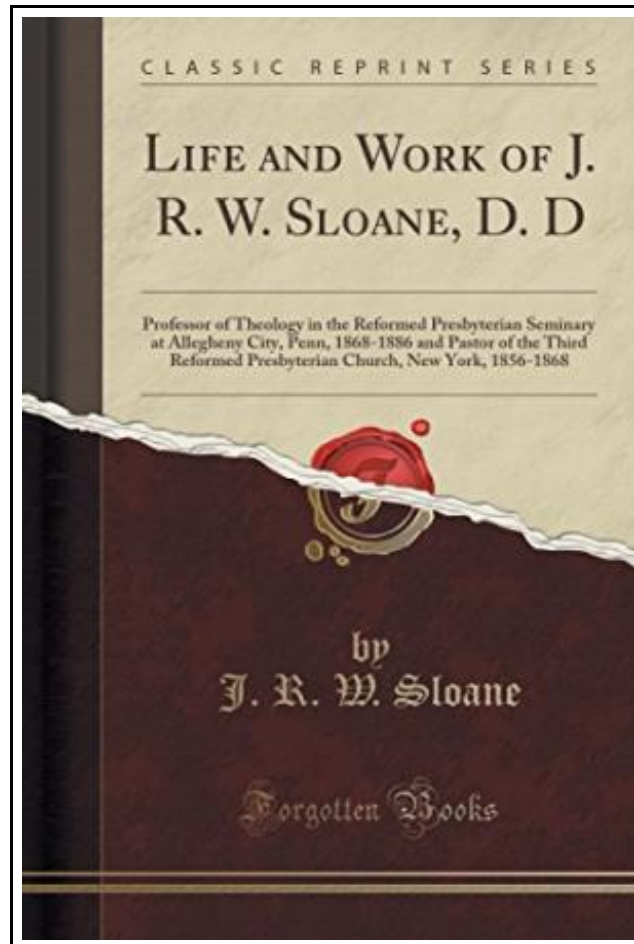 CLASSIC REPRINT SERIES
LIFE AND WORK OF J.
R. W. SLOANE, D. D
Professor of Theology in the Reformed Presbyterian Seminary
at Allegheny City, Penn, 1868-1886 and Pastor of the Third
Reformed Presbyterian Church, New York, 1856-1868
by
J. R. W. Sloane
Forgotten Books